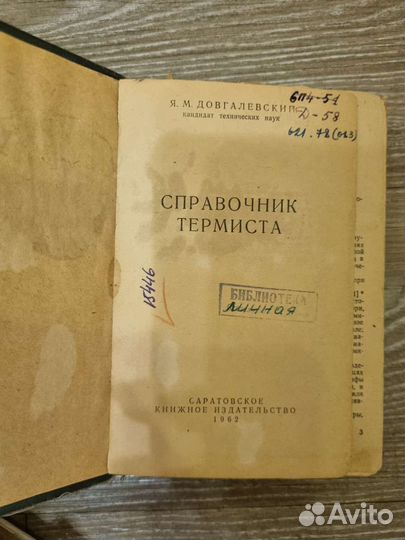 Я. М. ДОВГАЛЕВСКИЙ
кандидат технических наук
6П4-51
Д-58
621.78(083)
СПРАВОЧНИК
ТЕРМИСТА
15446
БИБЛИОТЕКА
личная
САРАТОВСКОЕ
КНИЖНОЕ ИЗДАТЕЛЬСТВО
1962
3
Avito